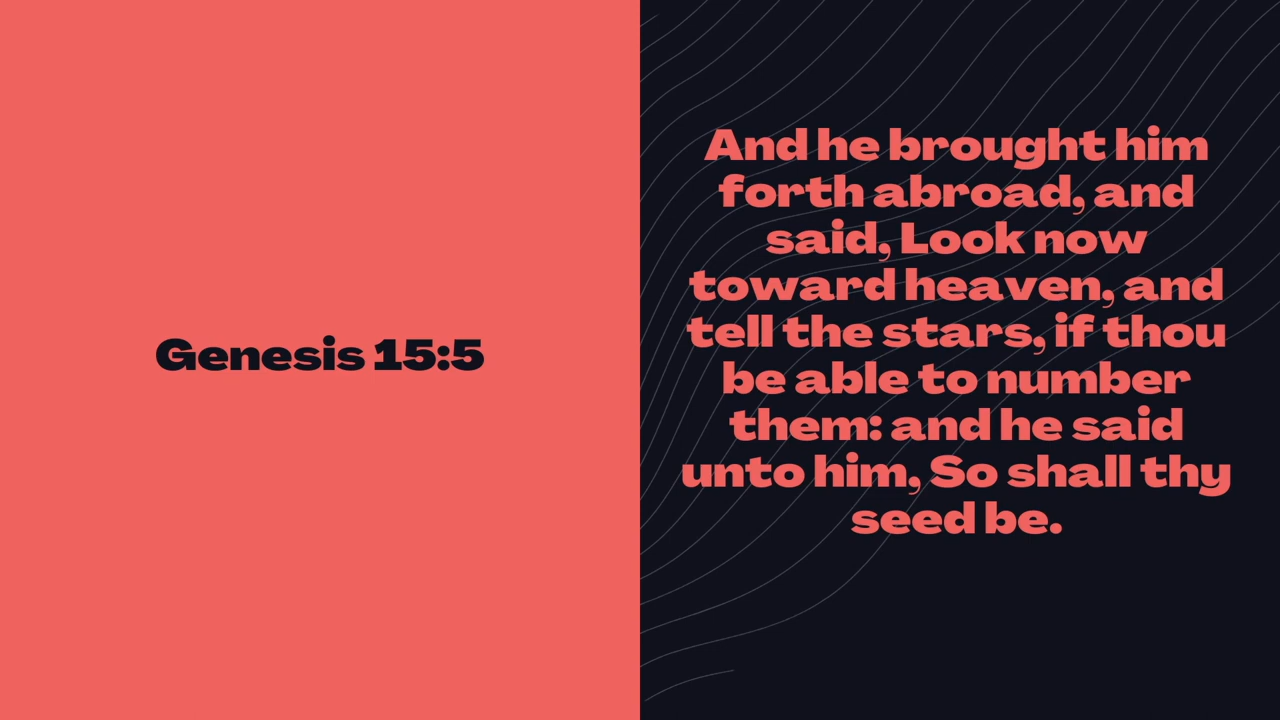 Genesis 15:5
And he brought him
forth abroad, and
said, Look now
toward heaven, and
tell the stars, if thou
be able to number
them: and he said
unto him, So shall thy
seed be.